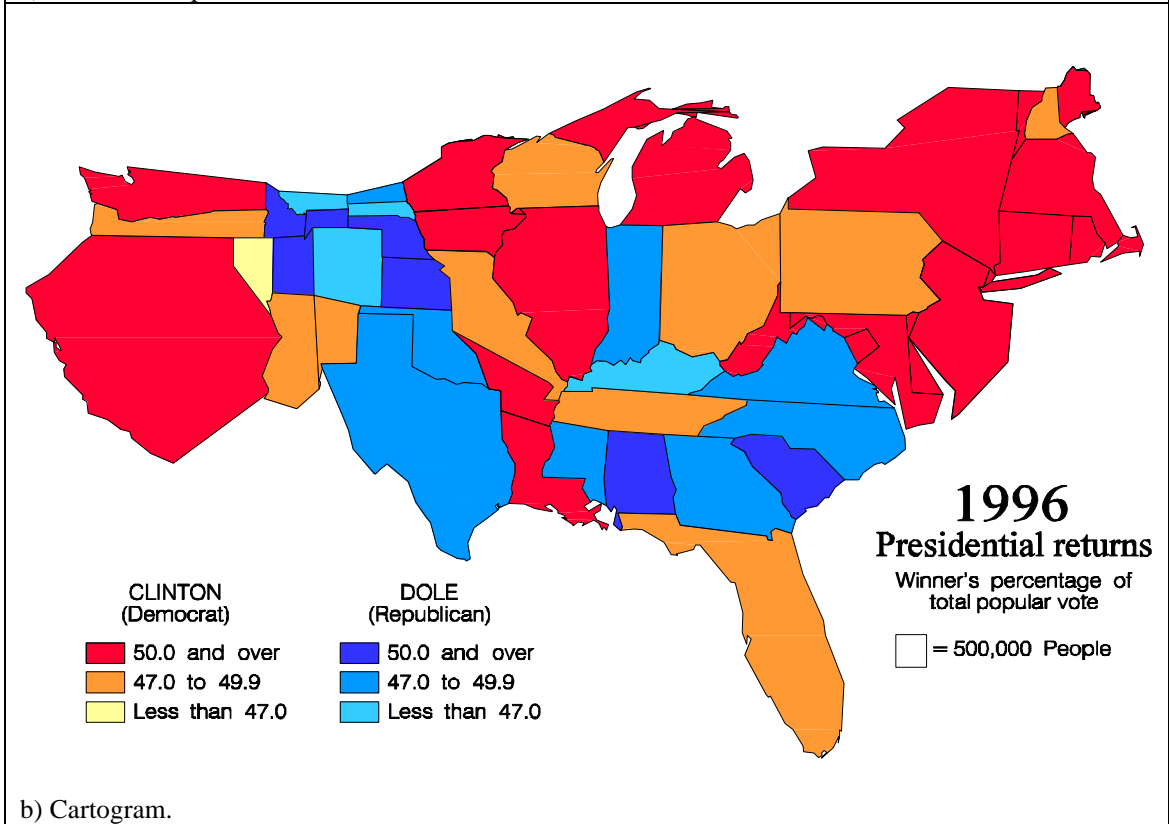 1996
Presidential returns
Winner's percentage of
total popular vote
= 500,000 People
CLINTON
(Democrat)
50.0 and over
47.0 to 49.9
Less than 47.0
DOLE
(Republican)
50.0 and over
47.0 to 49.9
Less than 47.0
b) Cartogram.